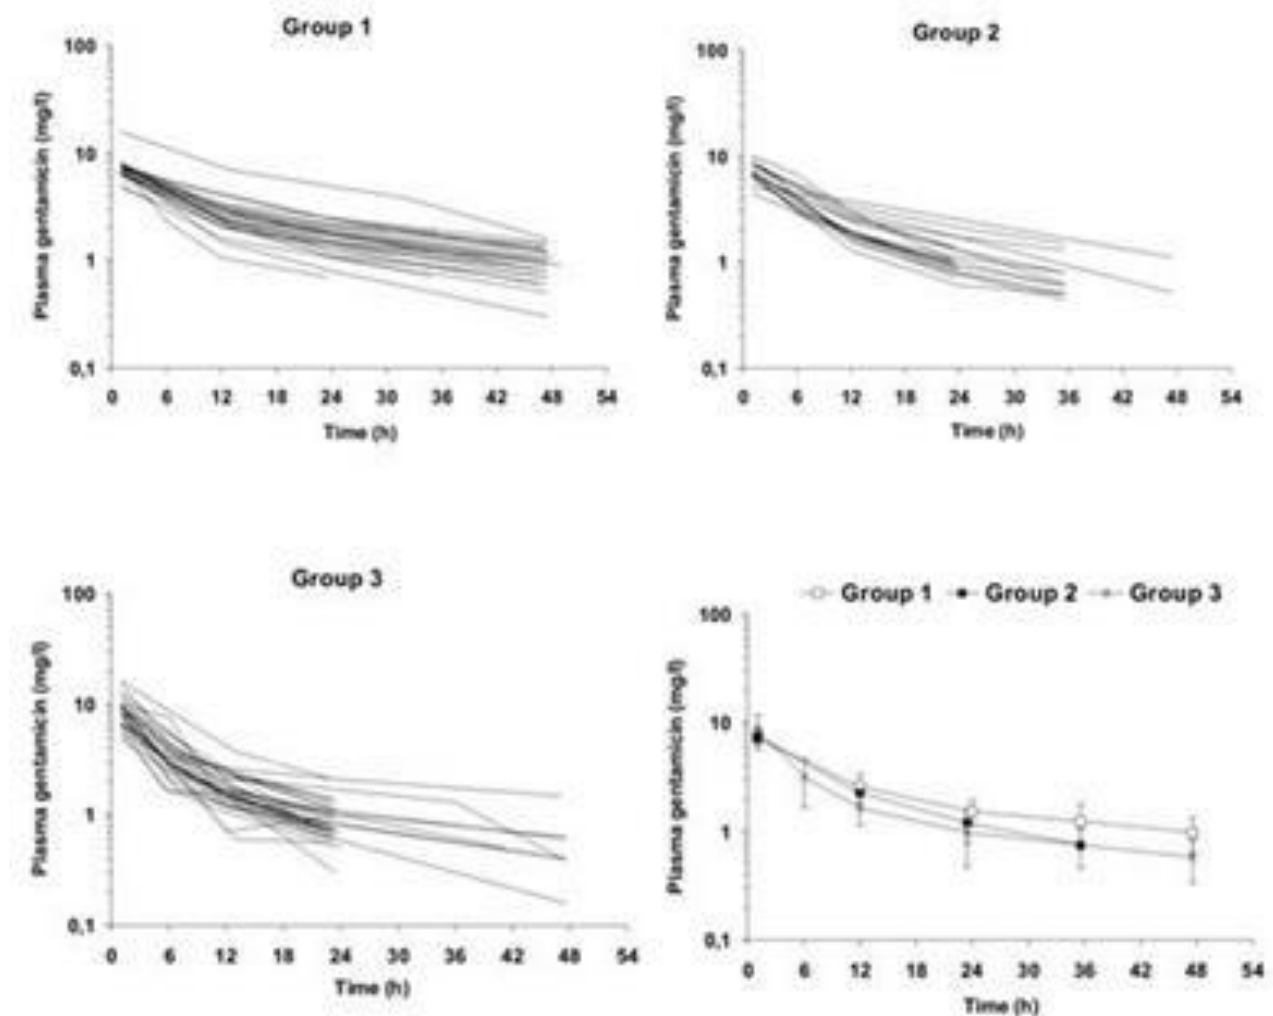 Group 1
100
10
1
0,1
Plasma gentamicin (mg/l)
0 6 12 18 24 30 36 42 48 54
Time (h)
Group 2
100
10
1
0,1
Plasma gentamicin (mg/l)
0 6 12 18 24 30 36 42 48 54
Time (h)
Group 3
100
10
1
0,1
Plasma gentamicin (mg/l)
0 6 12 18 24 30 36 42 48 54
Time (h)
Group 1 Group 2 Group 3
100
10
1
0,1
Plasma gentamicin (mg/l)
0 6 12 18 24 30 36 42 48 54
Time (h)